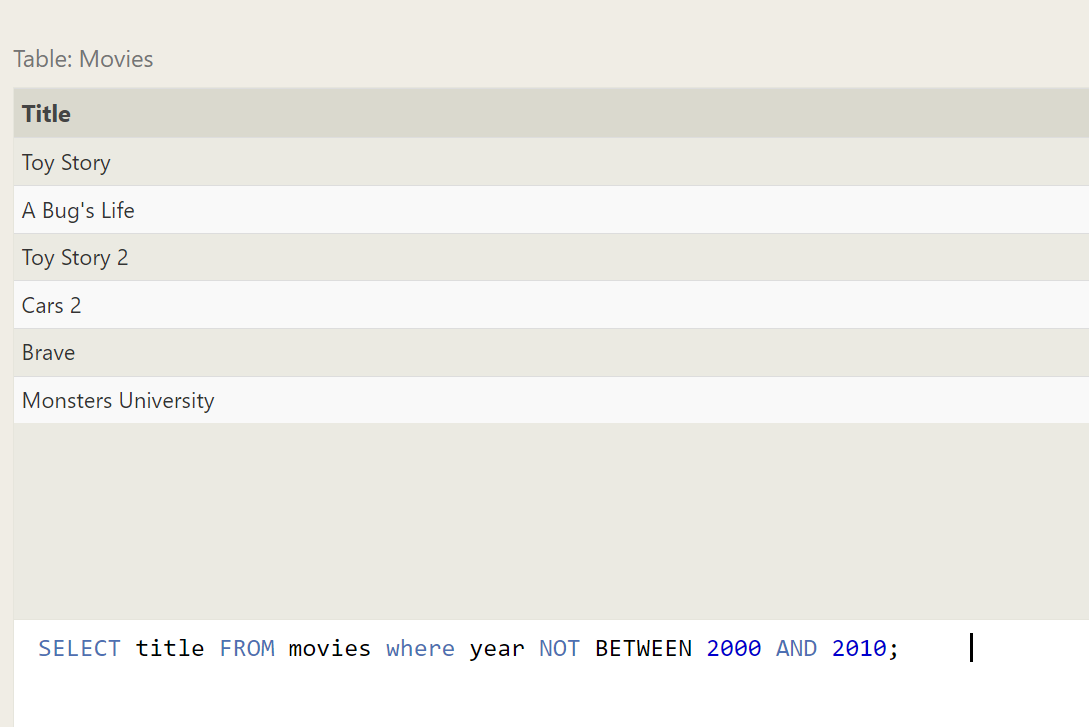 Table: Movies
Title
Toy Story
A Bug's Life
Toy Story 2
Cars 2
Brave
Monsters University
SELECT title FROM movies where year NOT BETWEEN 2000 AND 2010;